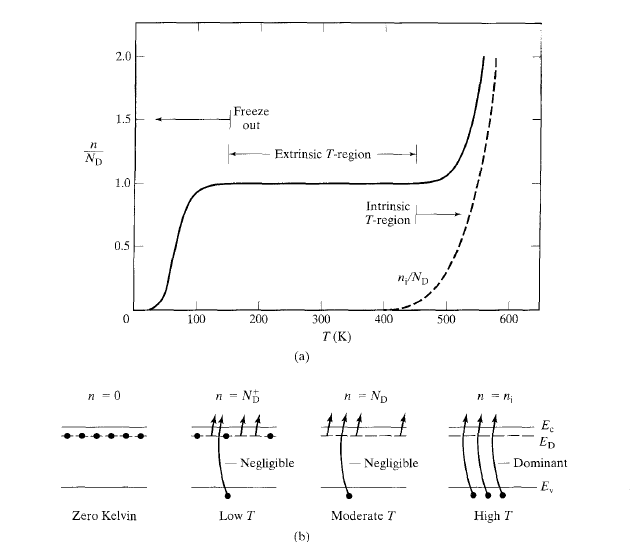 2.0
1.5
1.0
0.5
n
N_D
Freeze
out
Extrinsic T-region
Intrinsic
T-region
n_i/N_D
0
100
200
300
400
500
600
T (K)
(a)
n = 0
n = N_D^+
n = N_D
n = n_i
E_c
E_D
Negligible
Negligible
Dominant
E_v
Zero Kelvin
Low T
Moderate T
High T
(b)